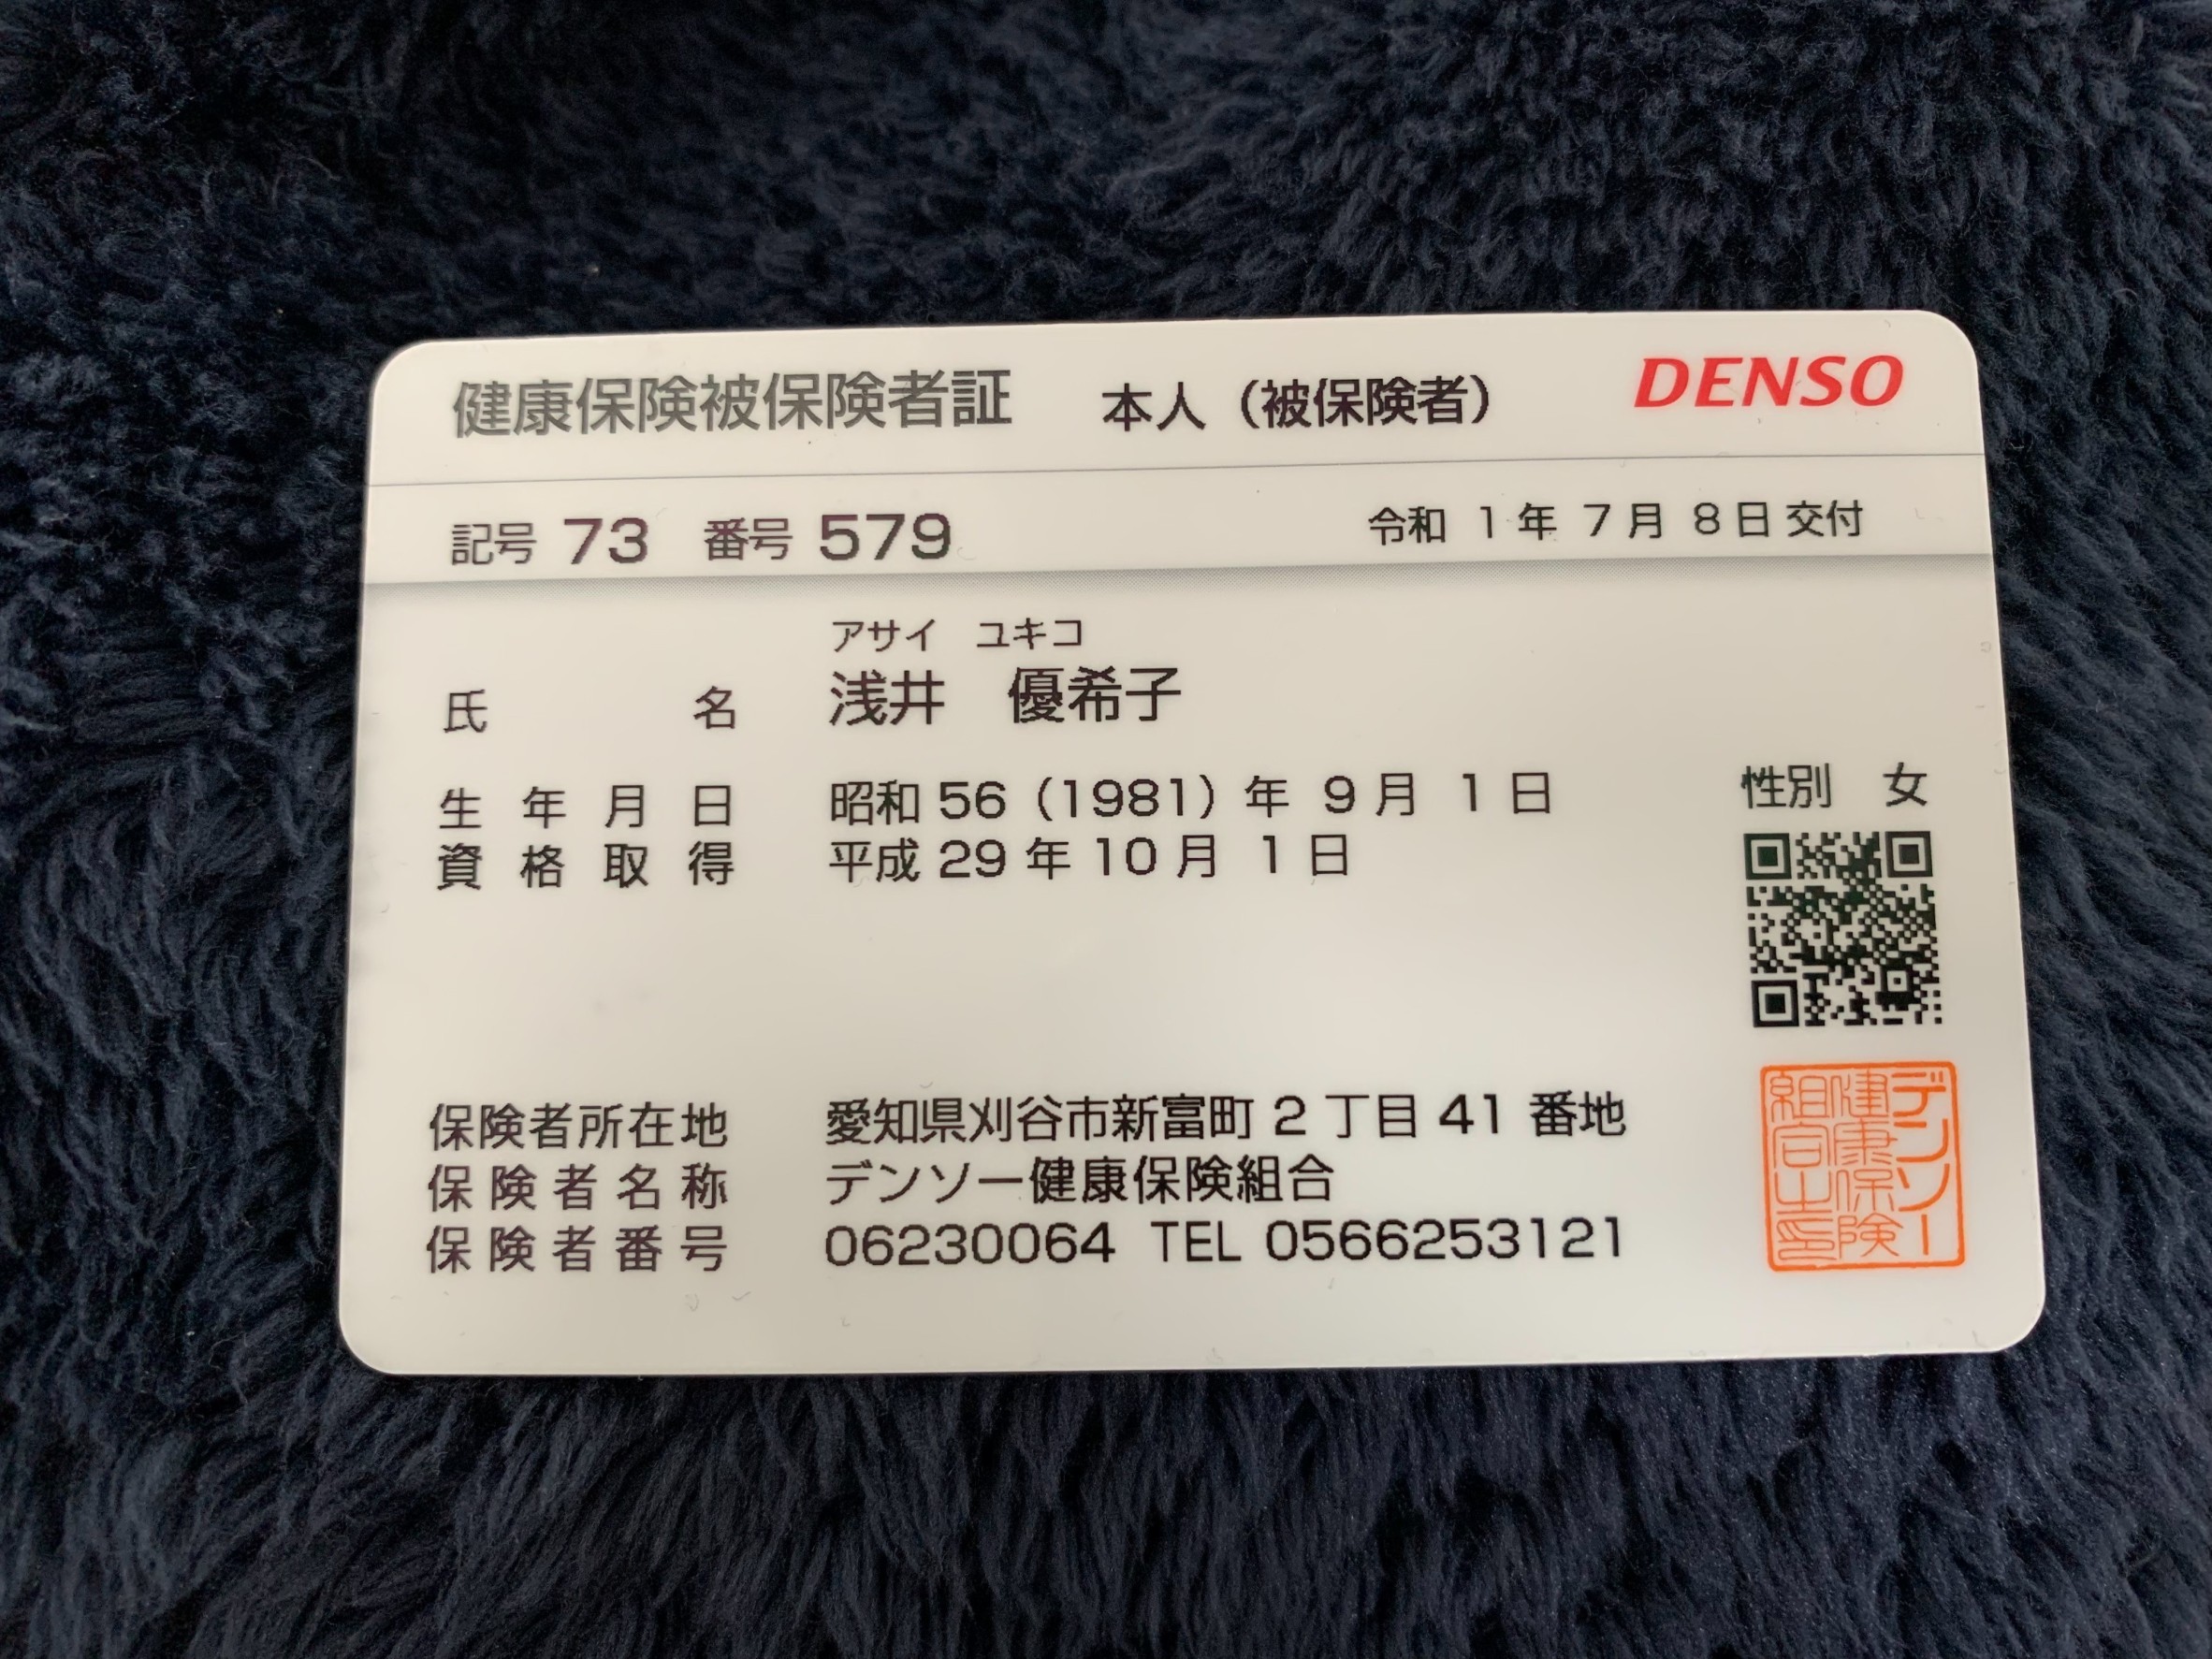 健康保険被保険者証 本人（被保険者） DENSO
記号 73 番号 579 令和 1年 7月 8日 交付
アサイ ユキコ
氏名 浅井 優希子
生年月日 昭和 56（1981）年 9月 1日 性別 女
資格取得 平成 29年 10月 1日
保険者所在地 愛知県刈谷市新富町 2丁目 41 番地
保険者名称 デンソー健康保険組合
保険者番号 06230064 TEL 0566253121
デンソー
健康保険
組合之印